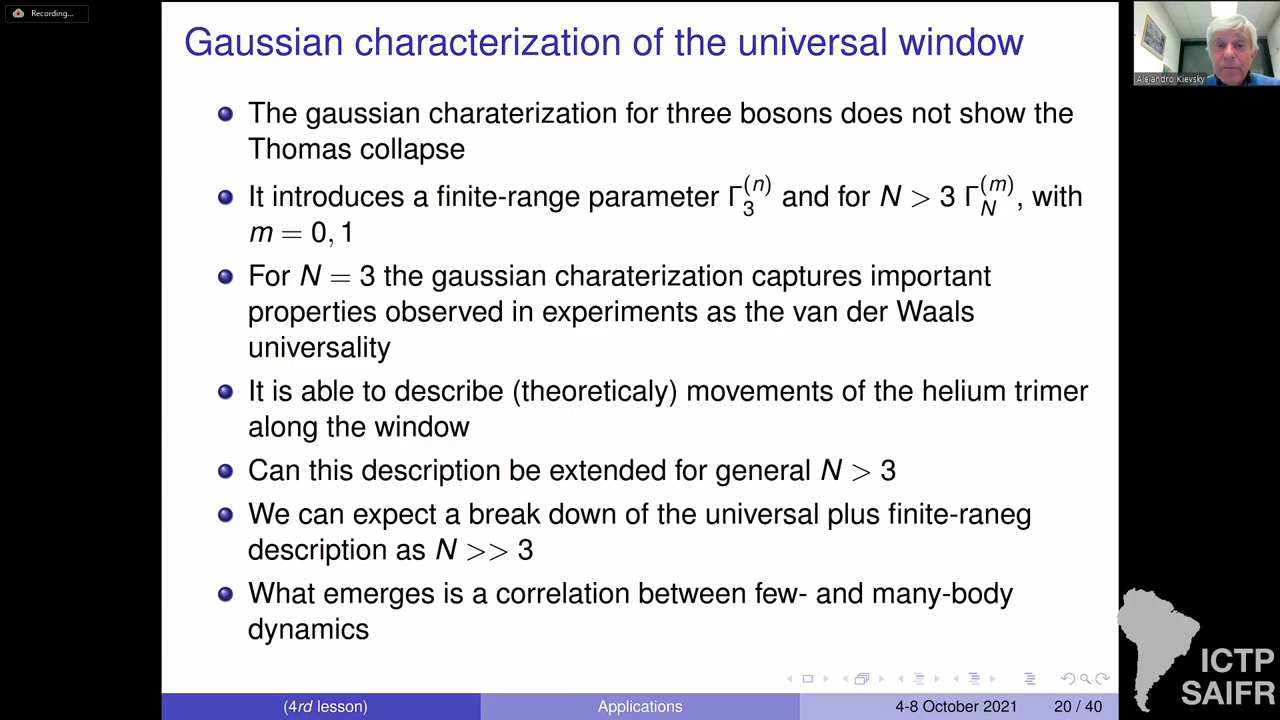 Recording...
Gaussian characterization of the universal window
Alejandro Kievsky
The gaussian charaterization for three bosons does not show the
Thomas collapse
It introduces a finite-range parameter Γ₃⁽ⁿ⁾ and for N > 3 Γ_N⁽ᵐ⁾, with
m = 0, 1
For N = 3 the gaussian charaterization captures important
properties observed in experiments as the van der Waals
universality
It is able to describe (theoreticaly) movements of the helium trimer
along the window
Can this description be extended for general N > 3
We can expect a break down of the universal plus finite-raneg
description as N >> 3
What emerges is a correlation between few- and many-body
dynamics
ICTP
SAIFR
(4rd lesson)
Applications
4-8 October 2021
20 / 40